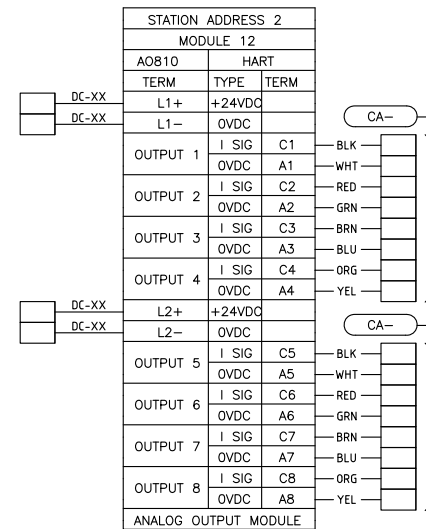 STATION ADDRESS 2
MODULE 12
AO810 HART
TERM TYPE TERM
DC-XX L1+ +24VDC
DC-XX L1- 0VDC
CA-
OUTPUT 1 I SIG C1 BLK
0VDC A1 WHT
OUTPUT 2 I SIG C2 RED
0VDC A2 GRN
OUTPUT 3 I SIG C3 BRN
0VDC A3 BLU
OUTPUT 4 I SIG C4 ORG
0VDC A4 YEL
DC-XX L2+ +24VDC
DC-XX L2- 0VDC
CA-
OUTPUT 5 I SIG C5 BLK
0VDC A5 WHT
OUTPUT 6 I SIG C6 RED
0VDC A6 GRN
OUTPUT 7 I SIG C7 BRN
0VDC A7 BLU
OUTPUT 8 I SIG C8 ORG
0VDC A8 YEL
ANALOG OUTPUT MODULE